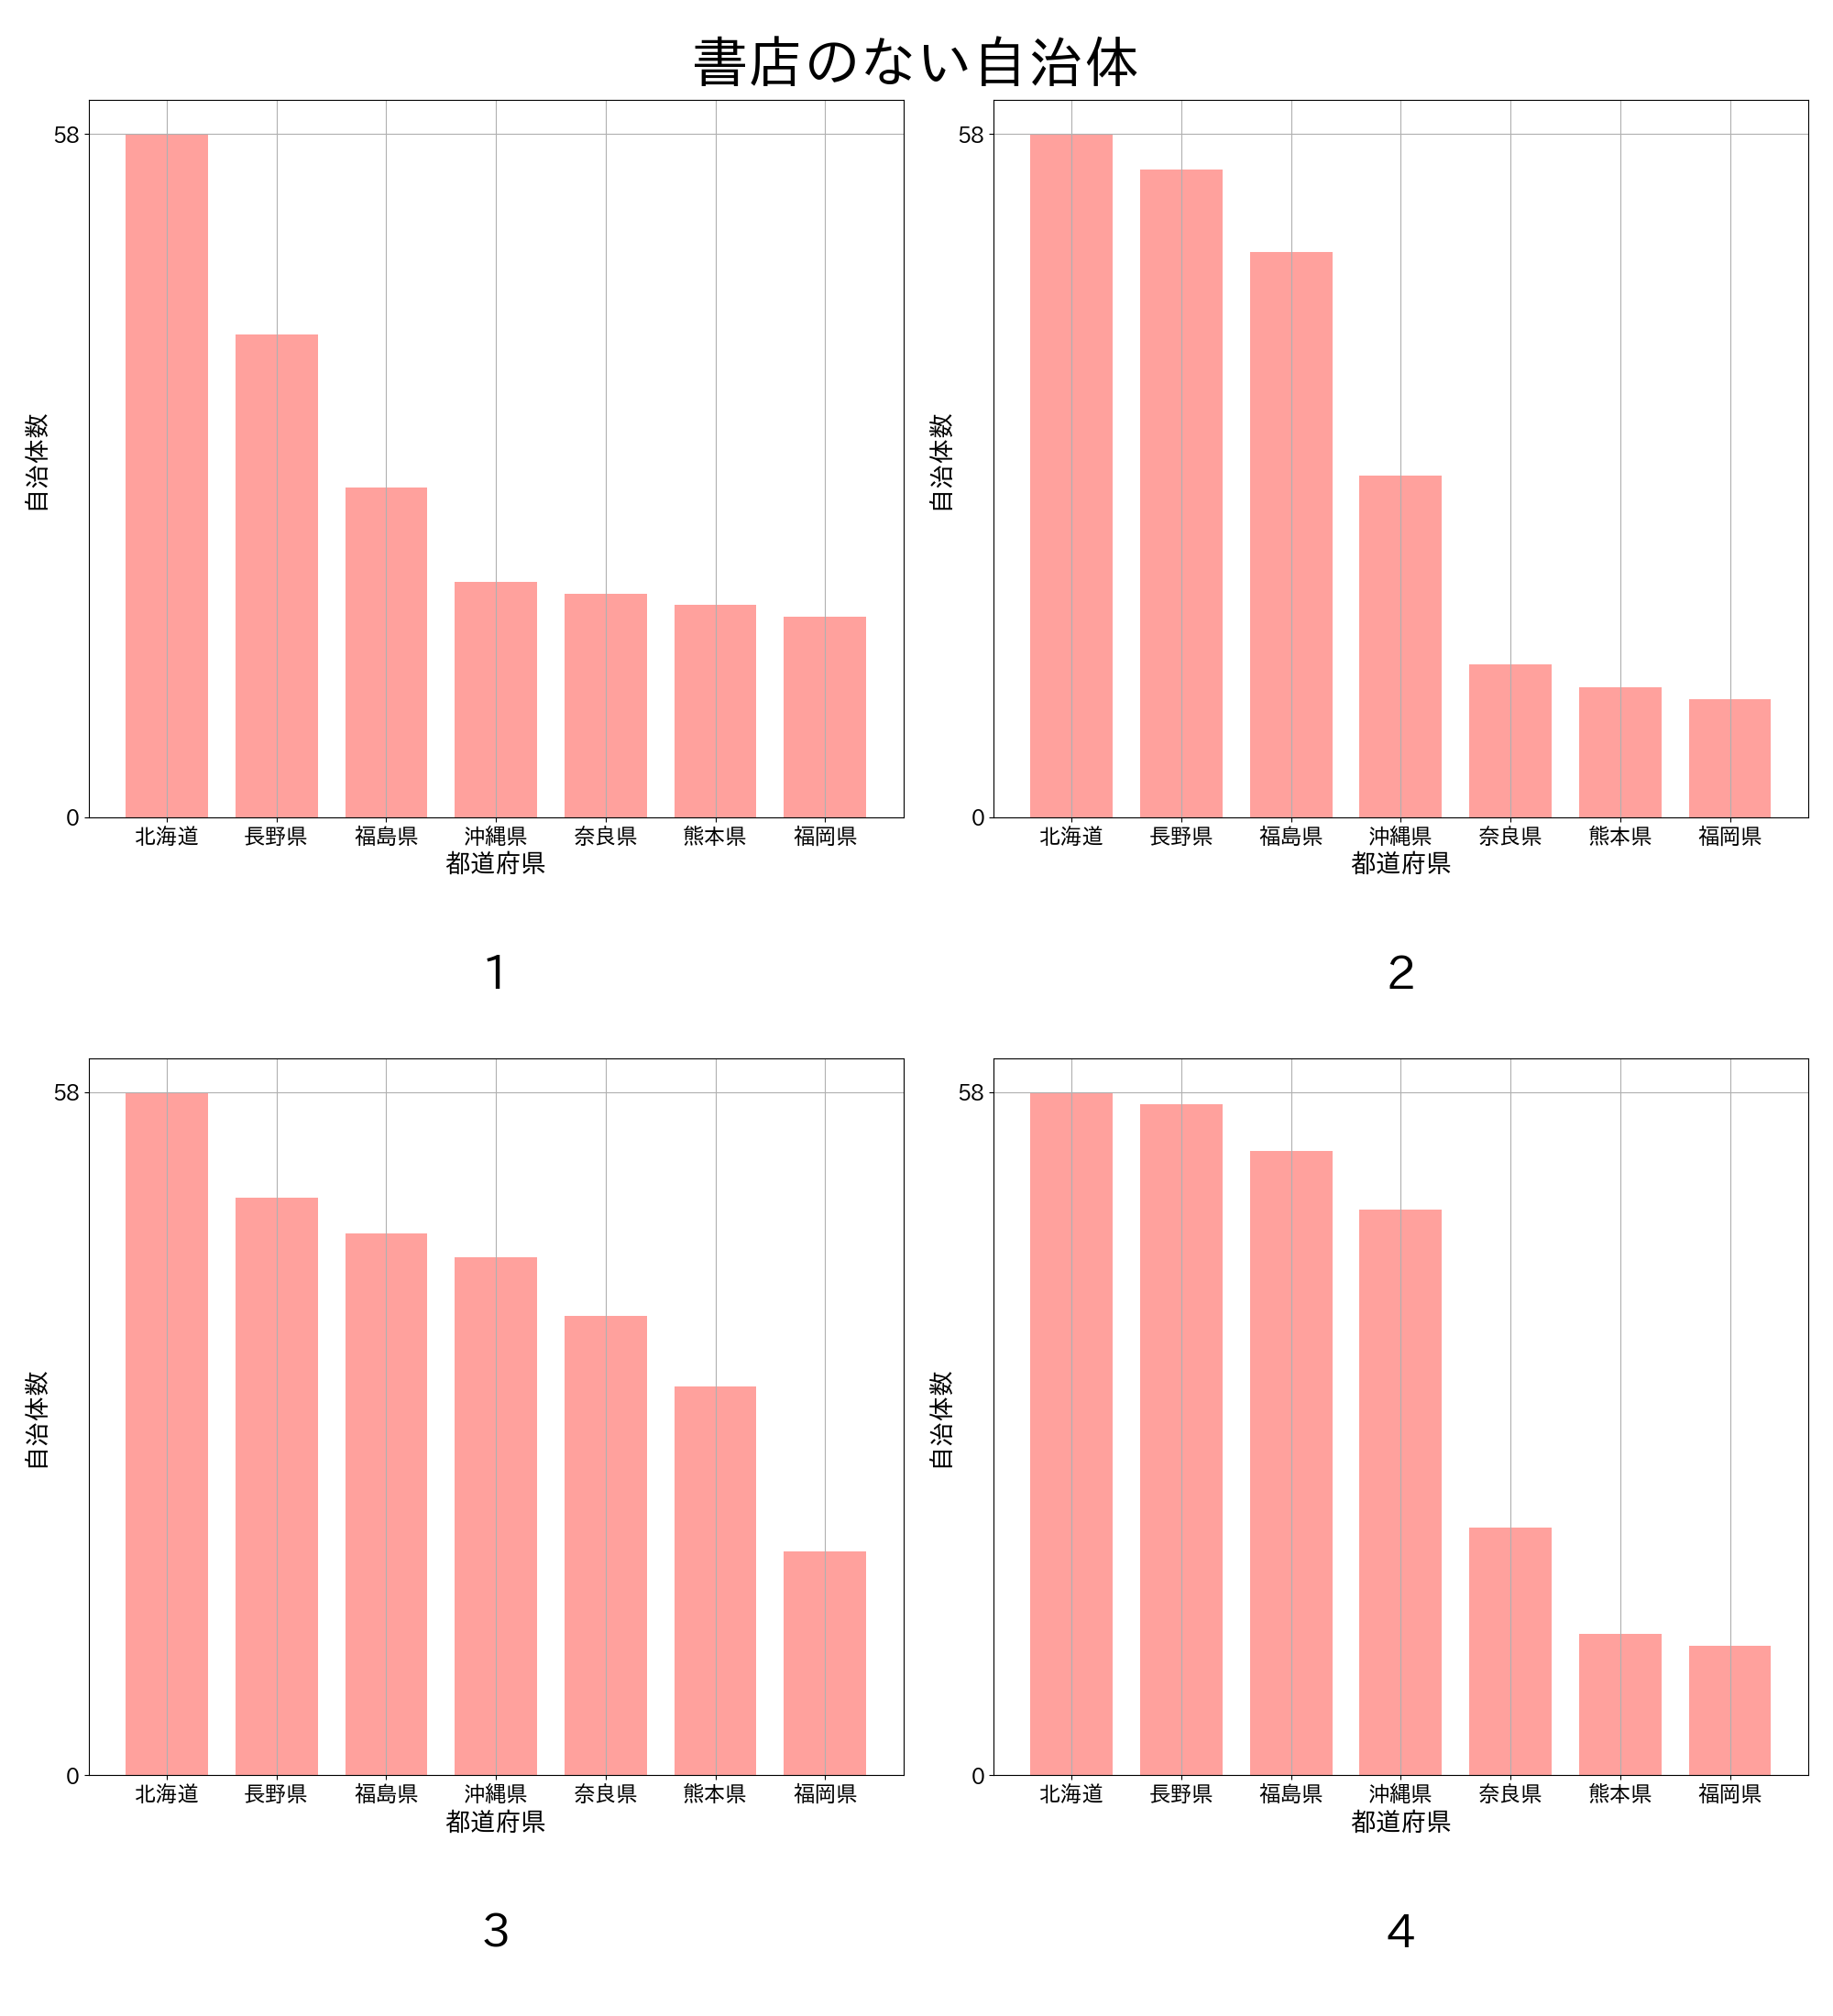 書店のない自治体
58
0
自治体数
北海道 長野県 福島県 沖縄県 奈良県 熊本県 福岡県
都道府県
1
58
0
自治体数
北海道 長野県 福島県 沖縄県 奈良県 熊本県 福岡県
都道府県
2
58
0
自治体数
北海道 長野県 福島県 沖縄県 奈良県 熊本県 福岡県
都道府県
3
58
0
自治体数
北海道 長野県 福島県 沖縄県 奈良県 熊本県 福岡県
都道府県
4